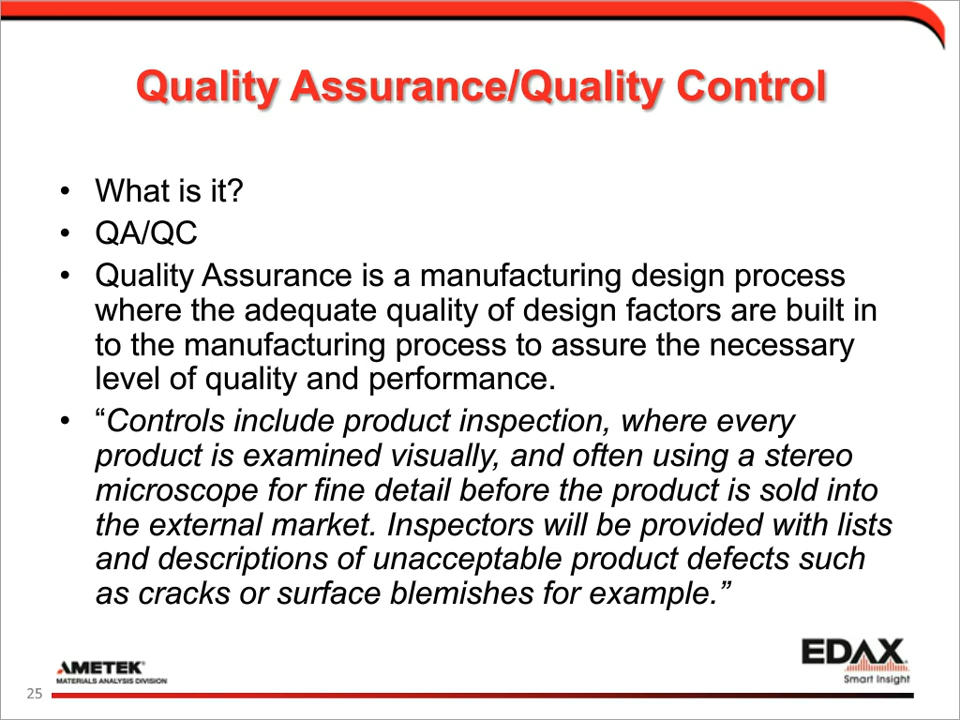 Quality Assurance/Quality Control
• What is it?
• QA/QC
• Quality Assurance is a manufacturing design process
where the adequate quality of design factors are built in
to the manufacturing process to assure the necessary
level of quality and performance.
• “Controls include product inspection, where every
product is examined visually, and often using a stereo
microscope for fine detail before the product is sold into
the external market. Inspectors will be provided with lists
and descriptions of unacceptable product defects such
as cracks or surface blemishes for example.”
AMETEK®
MATERIALS ANALYSIS DIVISION
EDAX
Smart Insight
25